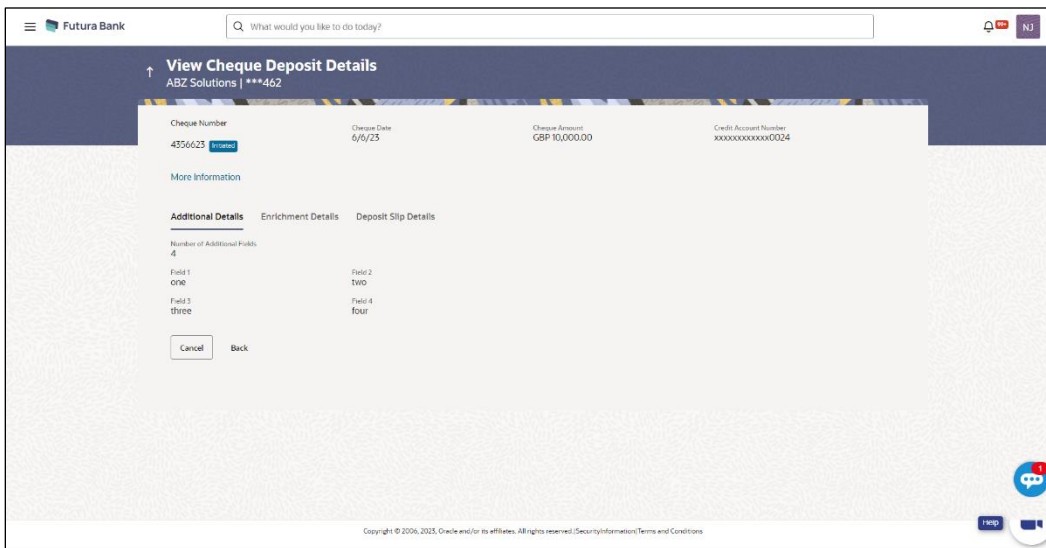 Futura Bank
What would you like to do today?
99+
NJ
View Cheque Deposit Details
ABZ Solutions | ***462
Cheque Number
4356623 Initiated
Cheque Date
6/6/23
Cheque Amount
GBP 10,000.00
Credit Account Number
xxxxxxxxxxxx0024
More Information
Additional Details Enrichment Details Deposit Slip Details
Number of Additional Fields
4
Field 1 Field 2
one two
Field 3 Field 4
three four
Cancel Back
1
Help
Copyright © 2006, 2023, Oracle and/or its affiliates. All rights reserved.|SecurityInformation|Terms and Conditions